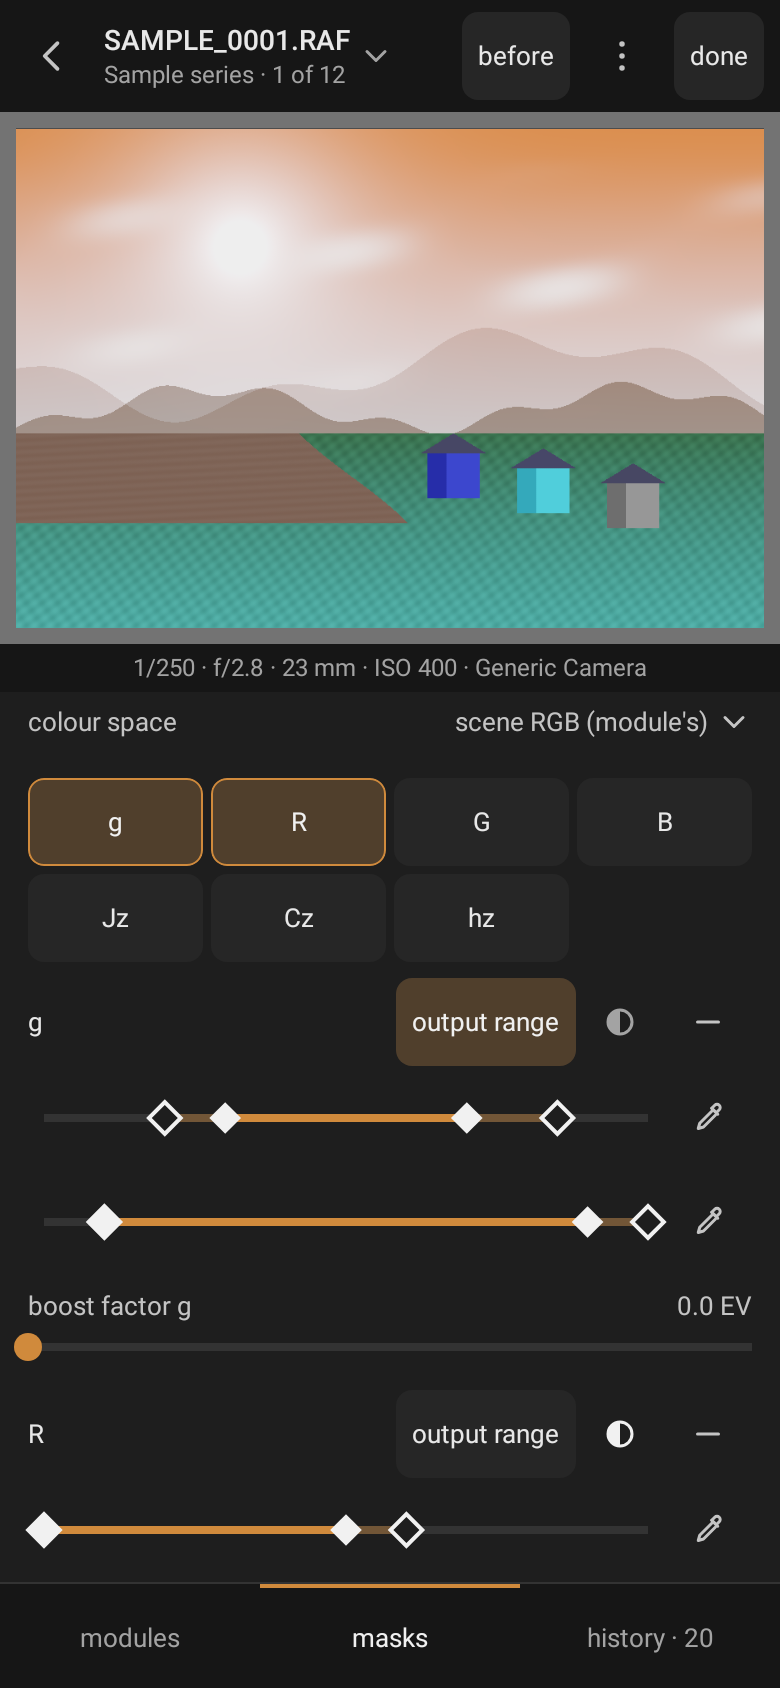 SAMPLE_0001.RAF
Sample series · 1 of 12
before
done
1/250 · f/2.8 · 23 mm · ISO 400 · Generic Camera
colour space
scene RGB (module's)
g
R
G
B
Jz
Cz
hz
g
output range
boost factor g
0.0 EV
R
output range
modules
masks
history · 20